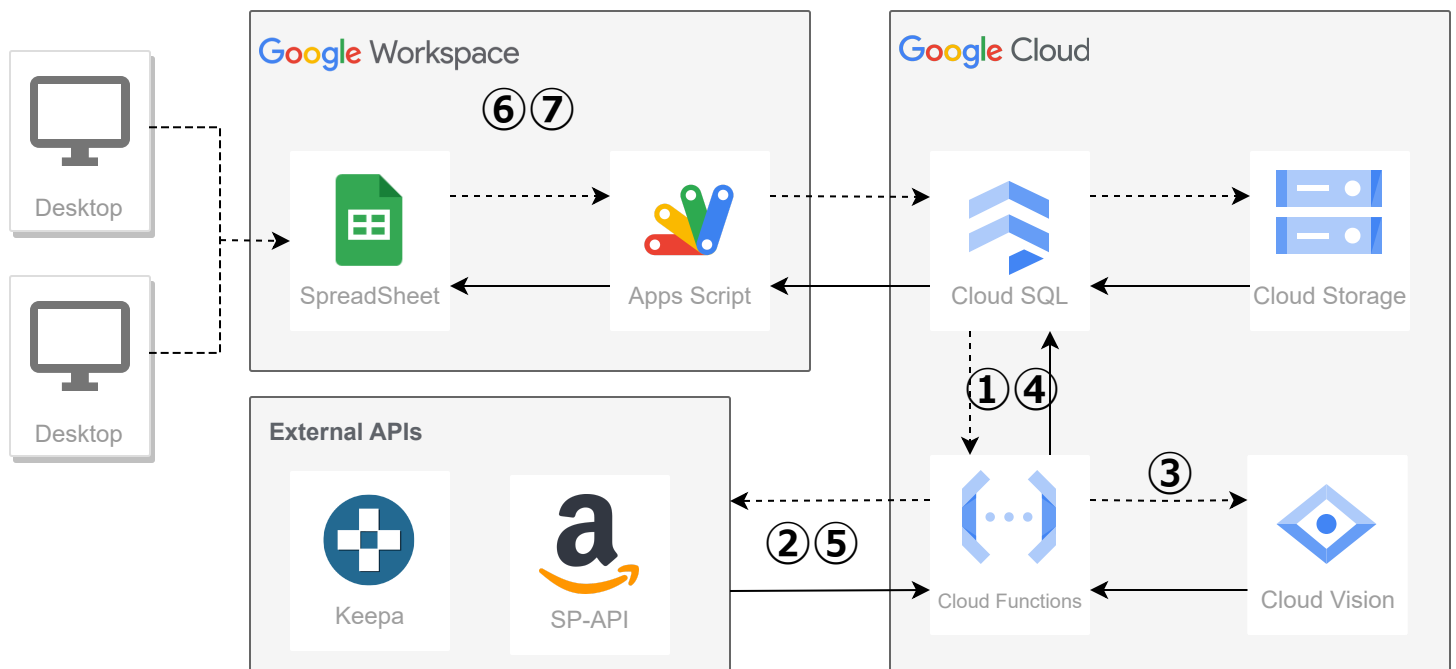 Google Workspace
Google Cloud
⑥⑦
Desktop
SpreadSheet
Apps Script
Cloud SQL
Cloud Storage
①④
Desktop
External APIs
③
②⑤
Keepa
a
SP-API
Cloud Functions
Cloud Vision